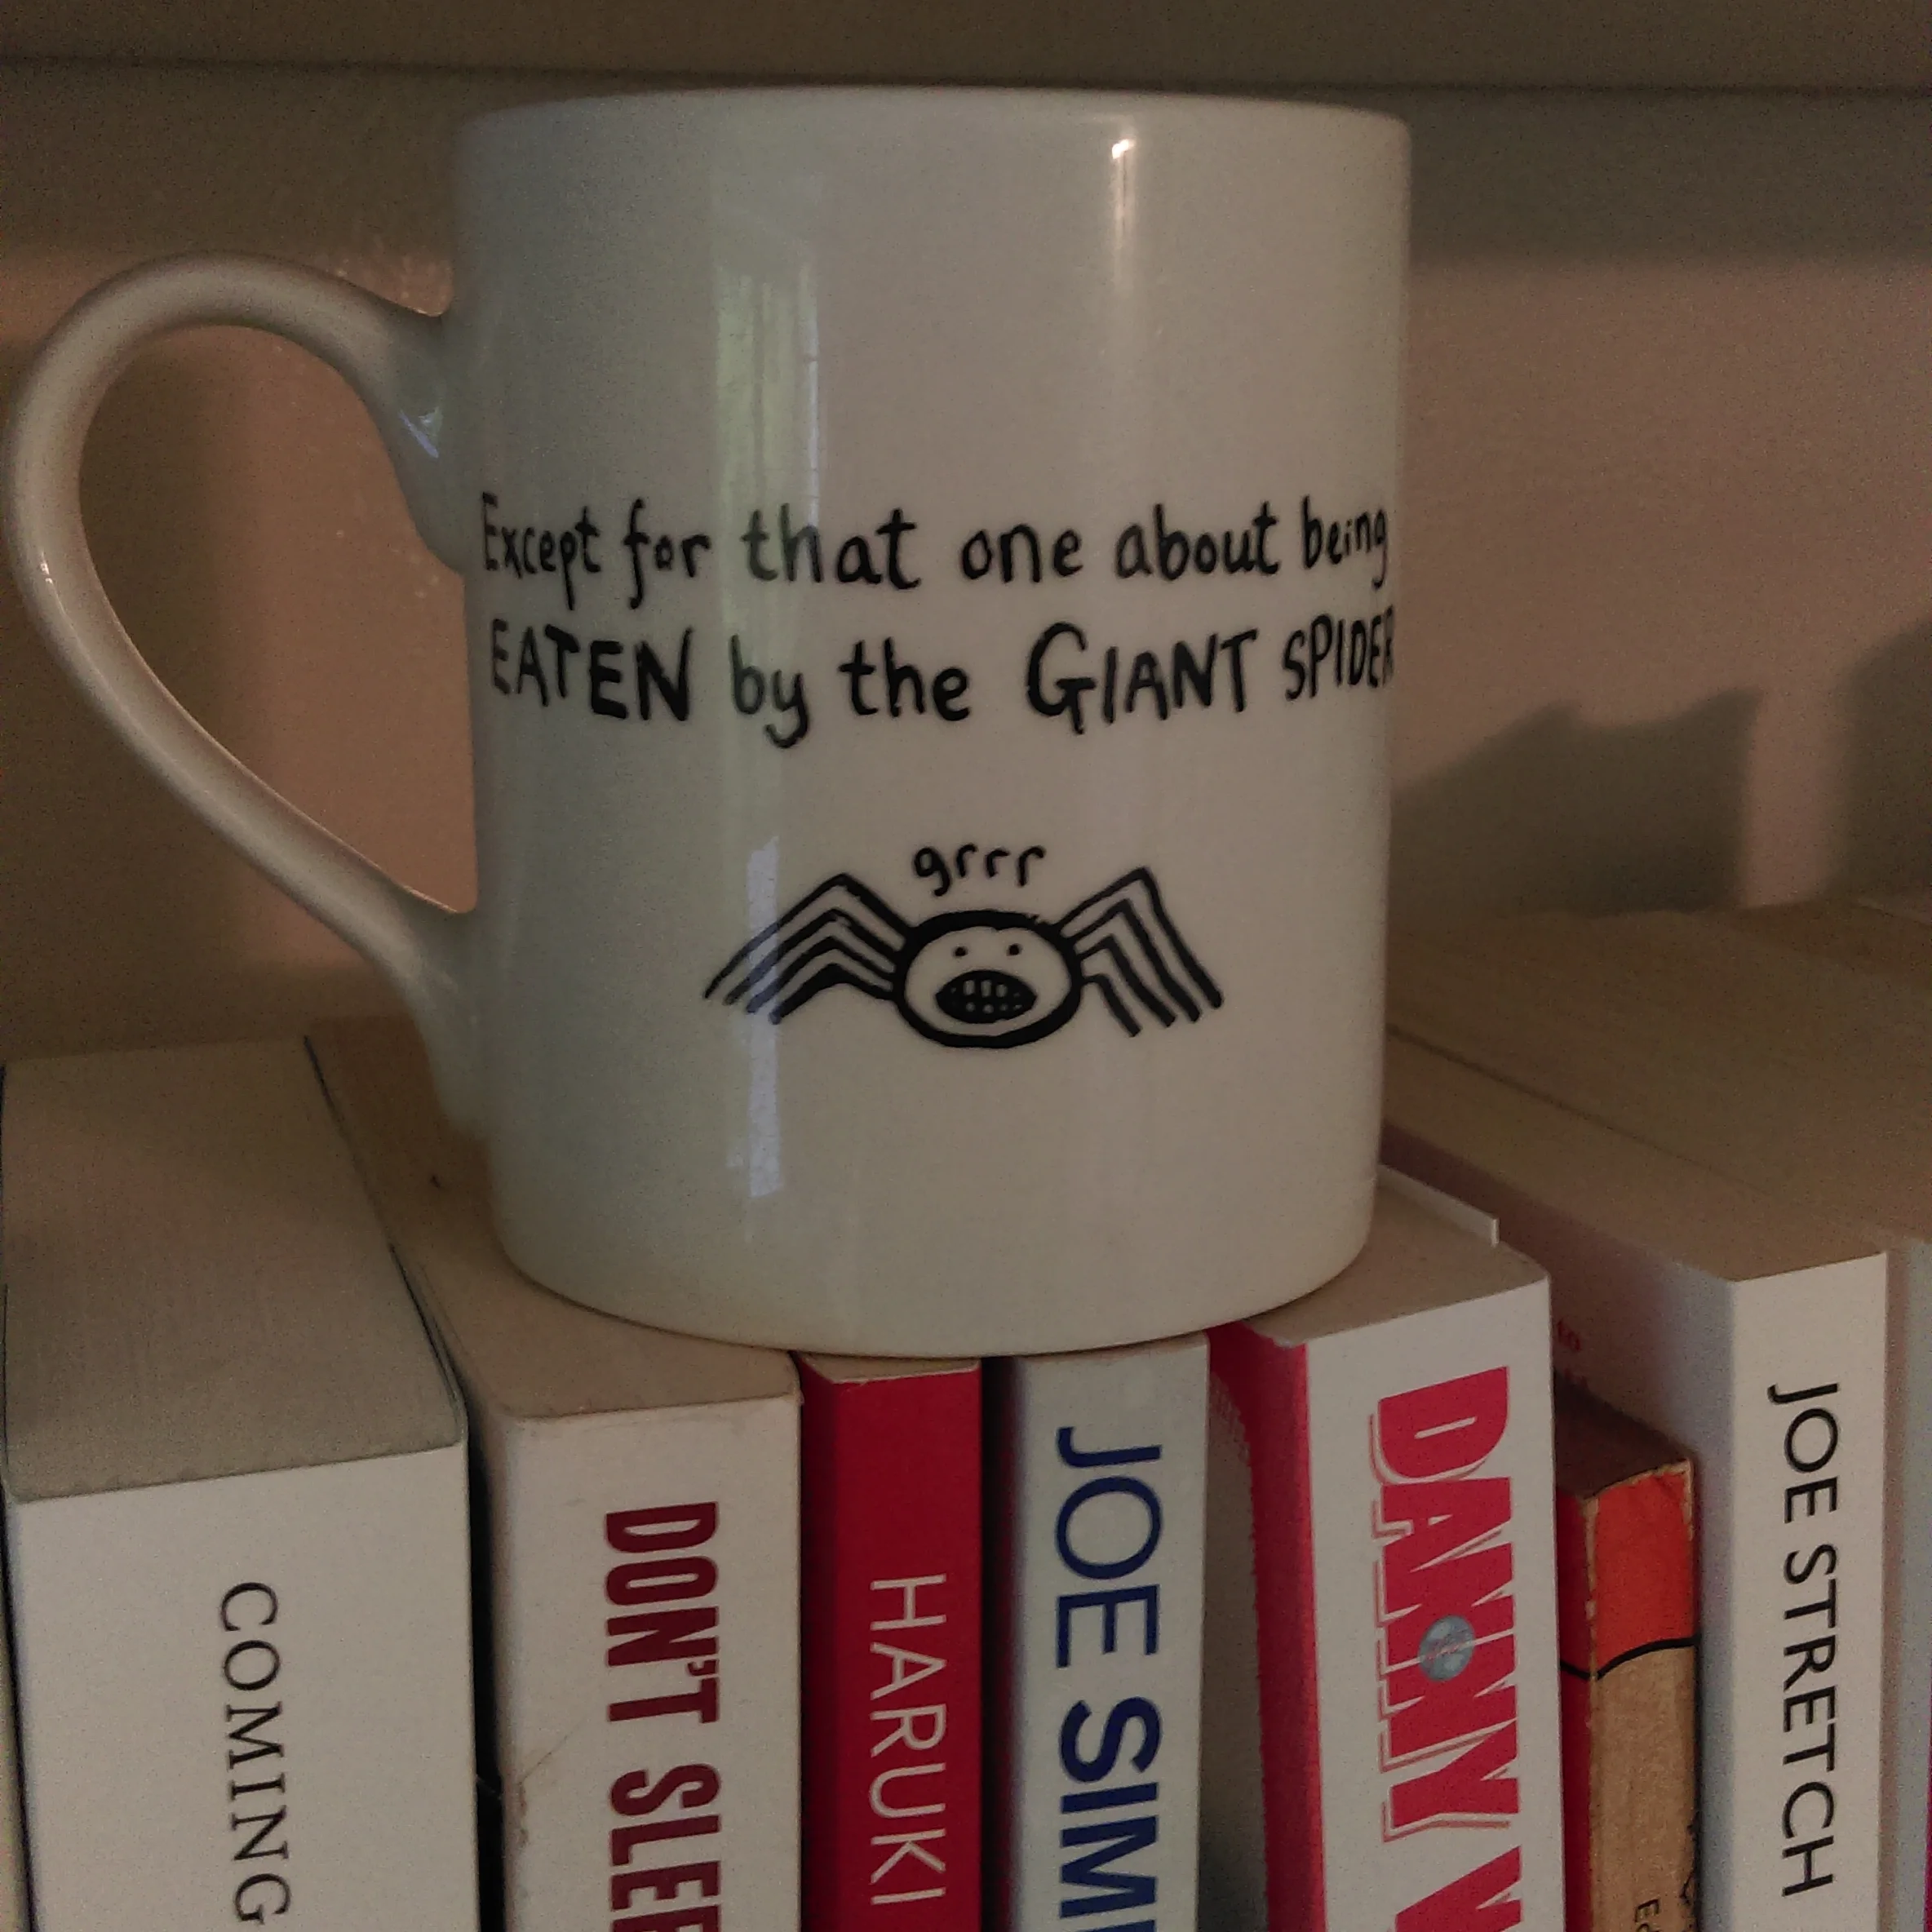 Except for that one about being
EATEN by the GIANT SPIDER
grrr
COMING
DON'T SLEE
HARUKI
JOE SIM
DANNY
JOE STRETCH